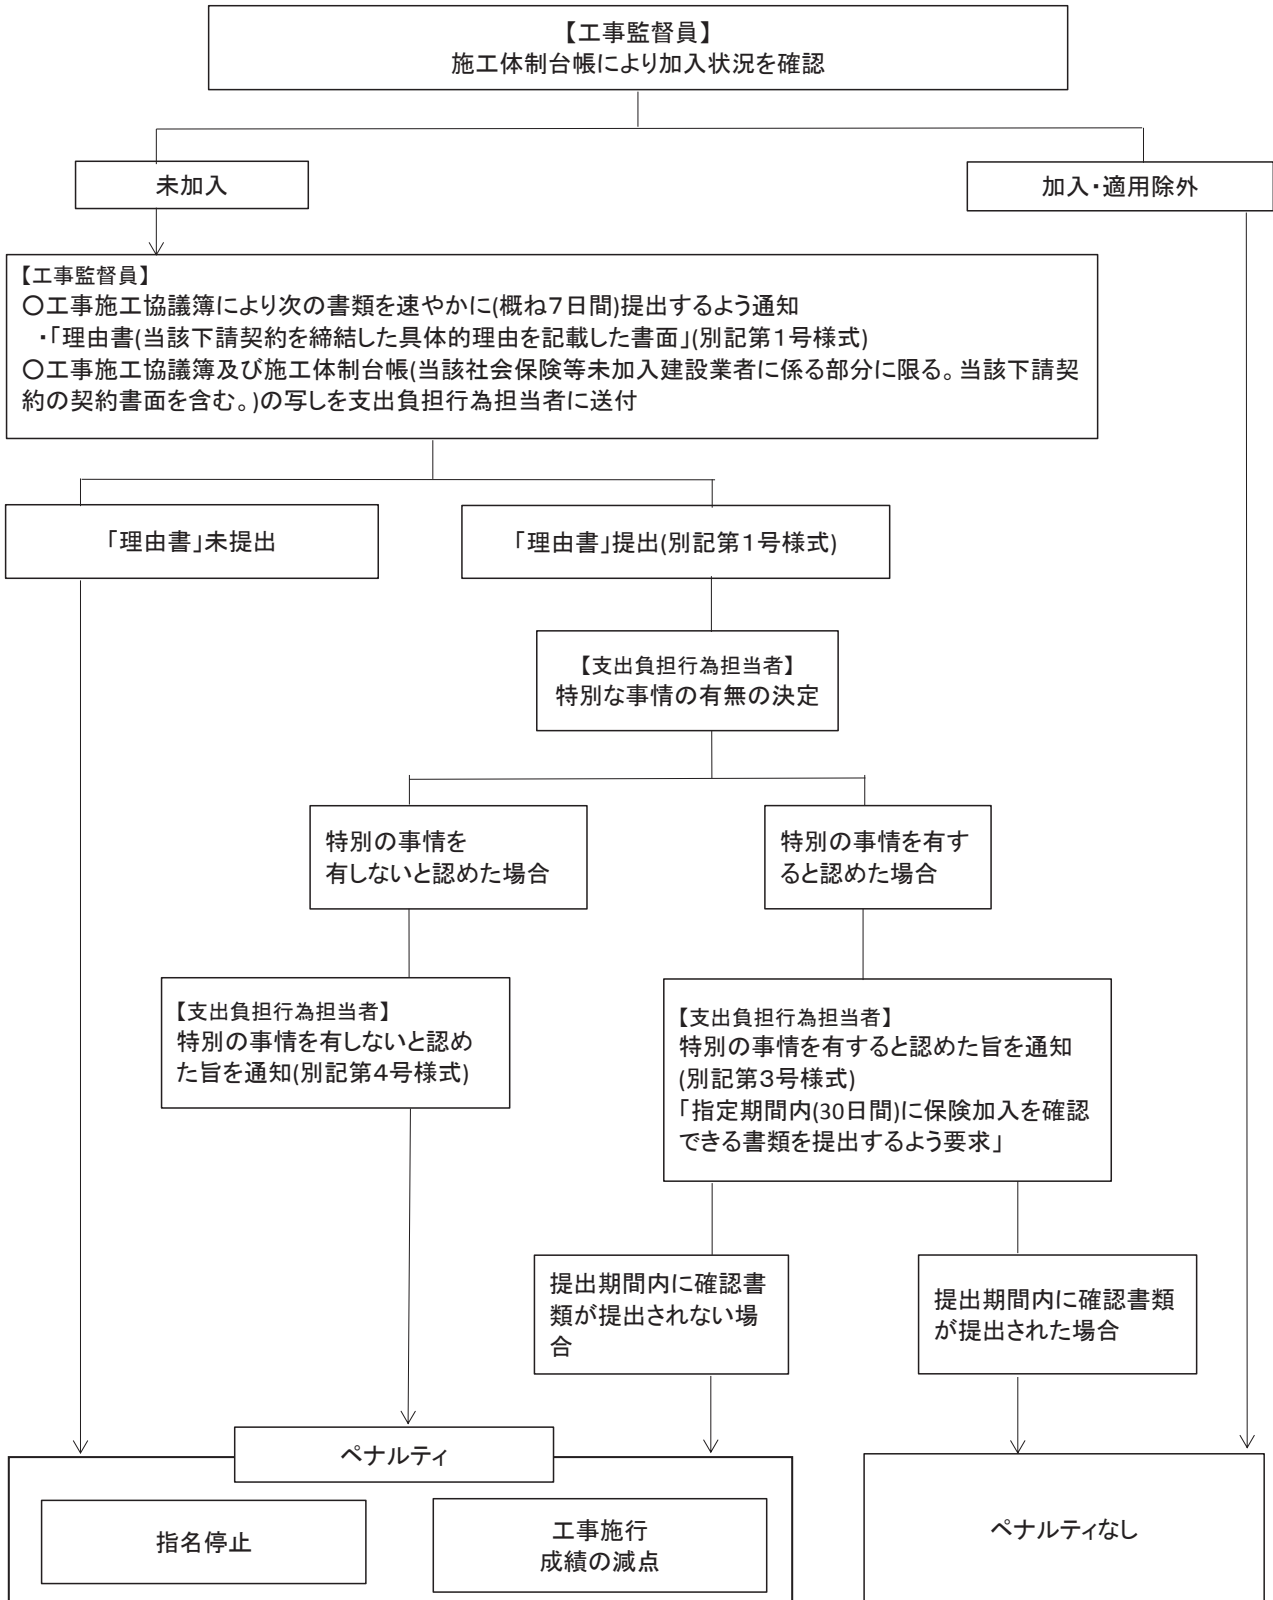 【工事監督員】
施工体制台帳により加入状況を確認
未加入
加入・適用除外
【工事監督員】
○工事施工協議簿により次の書類を速やかに(概ね７日間)提出するよう通知
・「理由書(当該下請契約を締結した具体的理由を記載した書面」(別記第１号様式)
○工事施工協議簿及び施工体制台帳(当該社会保険等未加入建設業者に係る部分に限る。当該下請契
約の契約書面を含む。)の写しを支出負担行為担当者に送付
「理由書」未提出
「理由書」提出(別記第１号様式)
【支出負担行為担当者】
特別な事情の有無の決定
特別の事情を
有しないと認めた場合
特別の事情を有す
ると認めた場合
【支出負担行為担当者】
特別の事情を有しないと認め
た旨を通知(別記第４号様式)
【支出負担行為担当者】
特別の事情を有すると認めた旨を通知
(別記第３号様式)
「指定期間内(30日間)に保険加入を確認
できる書類を提出するよう要求」
提出期間内に確認書
類が提出されない場
合
提出期間内に確認書類
が提出された場合
ペナルティ
指名停止
工事施行
成績の減点
ペナルティなし